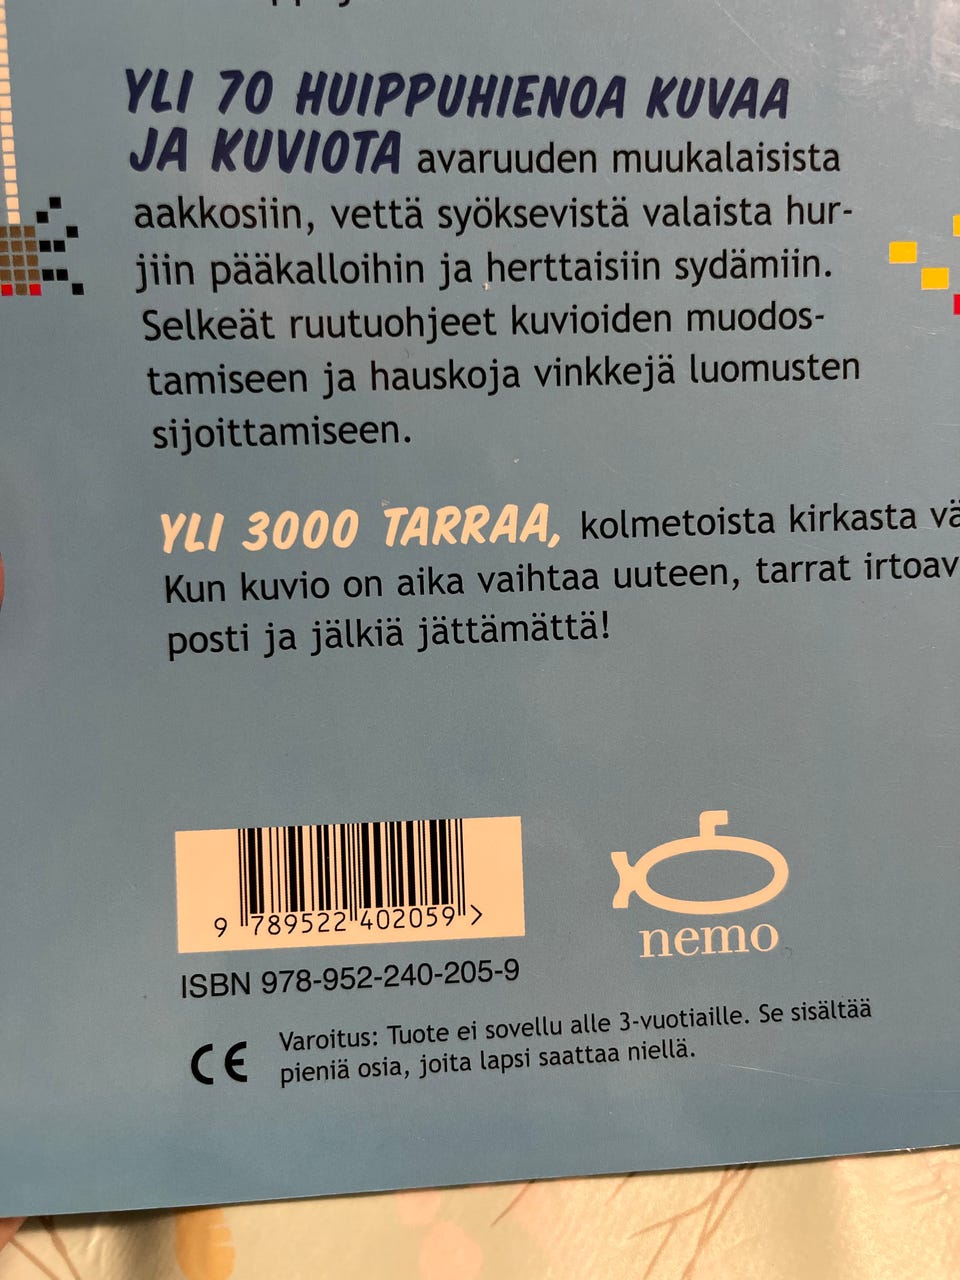 YLI 70 HUIPPUHIENOA KUVAA
JA KUVIOTA avaruuden muukalaisista
aakkosiin, vettä syöksevistä valaista hur-
jiin pääkalloihin ja herttaisiin sydämiin.
Selkeät ruutuohjeet kuvioiden muodos-
tamiseen ja hauskoja vinkkejä luomusten
sijoittamiseen.
YLI 3000 TARRAA, kolmetoista kirkasta vä
Kun kuvio on aika vaihtaa uuteen, tarrat irtoav
posti ja jälkiä jättämättä!
9 789522 402059 >
nemo
ISBN 978-952-240-205-9
CE Varoitus: Tuote ei sovellu alle 3-vuotiaille. Se sisältää
pieniä osia, joita lapsi saattaa niellä.